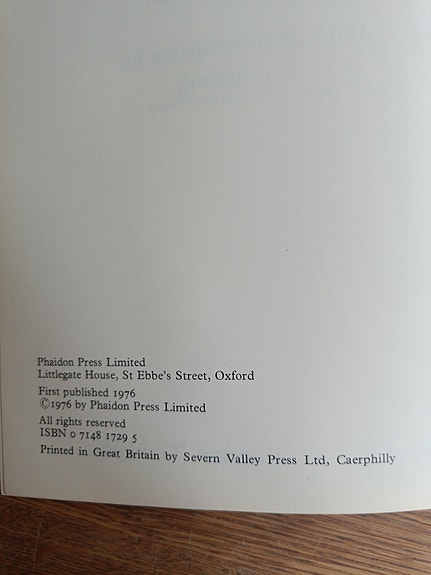 Phaidon Press Limited
Littlegate House, St Ebbe's Street, Oxford
First published 1976
©1976 by Phaidon Press Limited
All rights reserved
ISBN 0 7148 1729 5
Printed in Great Britain by Severn Valley Press Ltd, Caerphilly